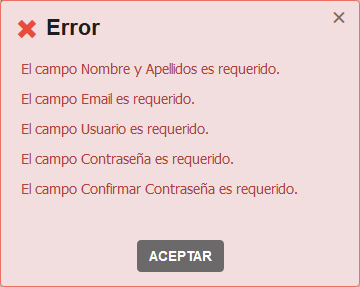 Error
El campo Nombre y Apellidos es requerido.
El campo Email es requerido.
El campo Usuario es requerido.
El campo Contraseña es requerido.
El campo Confirmar Contraseña es requerido.
ACEPTAR